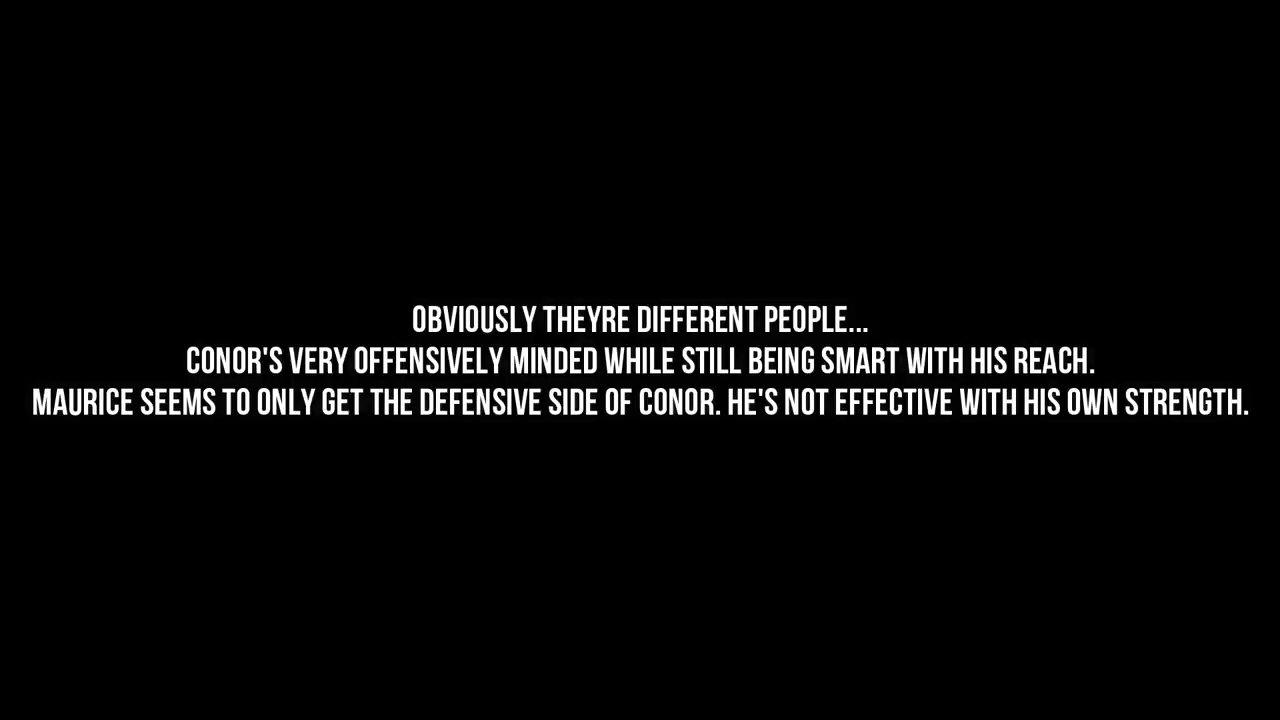 OBVIOUSLY THEYRE DIFFERENT PEOPLE...
CONOR'S VERY OFFENSIVELY MINDED WHILE STILL BEING SMART WITH HIS REACH.
MAURICE SEEMS TO ONLY GET THE DEFENSIVE SIDE OF CONOR. HE'S NOT EFFECTIVE WITH HIS OWN STRENGTH.